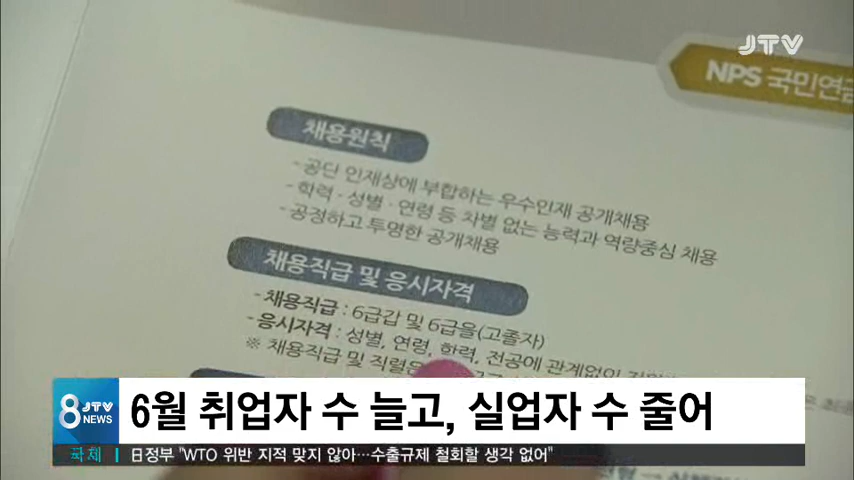 JTV
NPS 국민연금
채용원칙
- 공단 인재상에 부합하는 우수인재 공개채용
- 학력 · 성별 · 연령 등 차별 없는 능력과 역량중심 채용
- 공정하고 투명한 공개채용
채용직급 및 응시자격
- 채용직급 : 6급갑 및 6급을(고졸자)
- 응시자격 : 성별, 연령, 학력, 전공에 관계없이
※ 채용직급 및 직렬은
8 JTV NEWS
6월 취업자 수 늘고, 실업자 수 줄어
국제
日정부 "WTO 위반 지적 맞지 않아…수출규제 철회할 생각 없어"